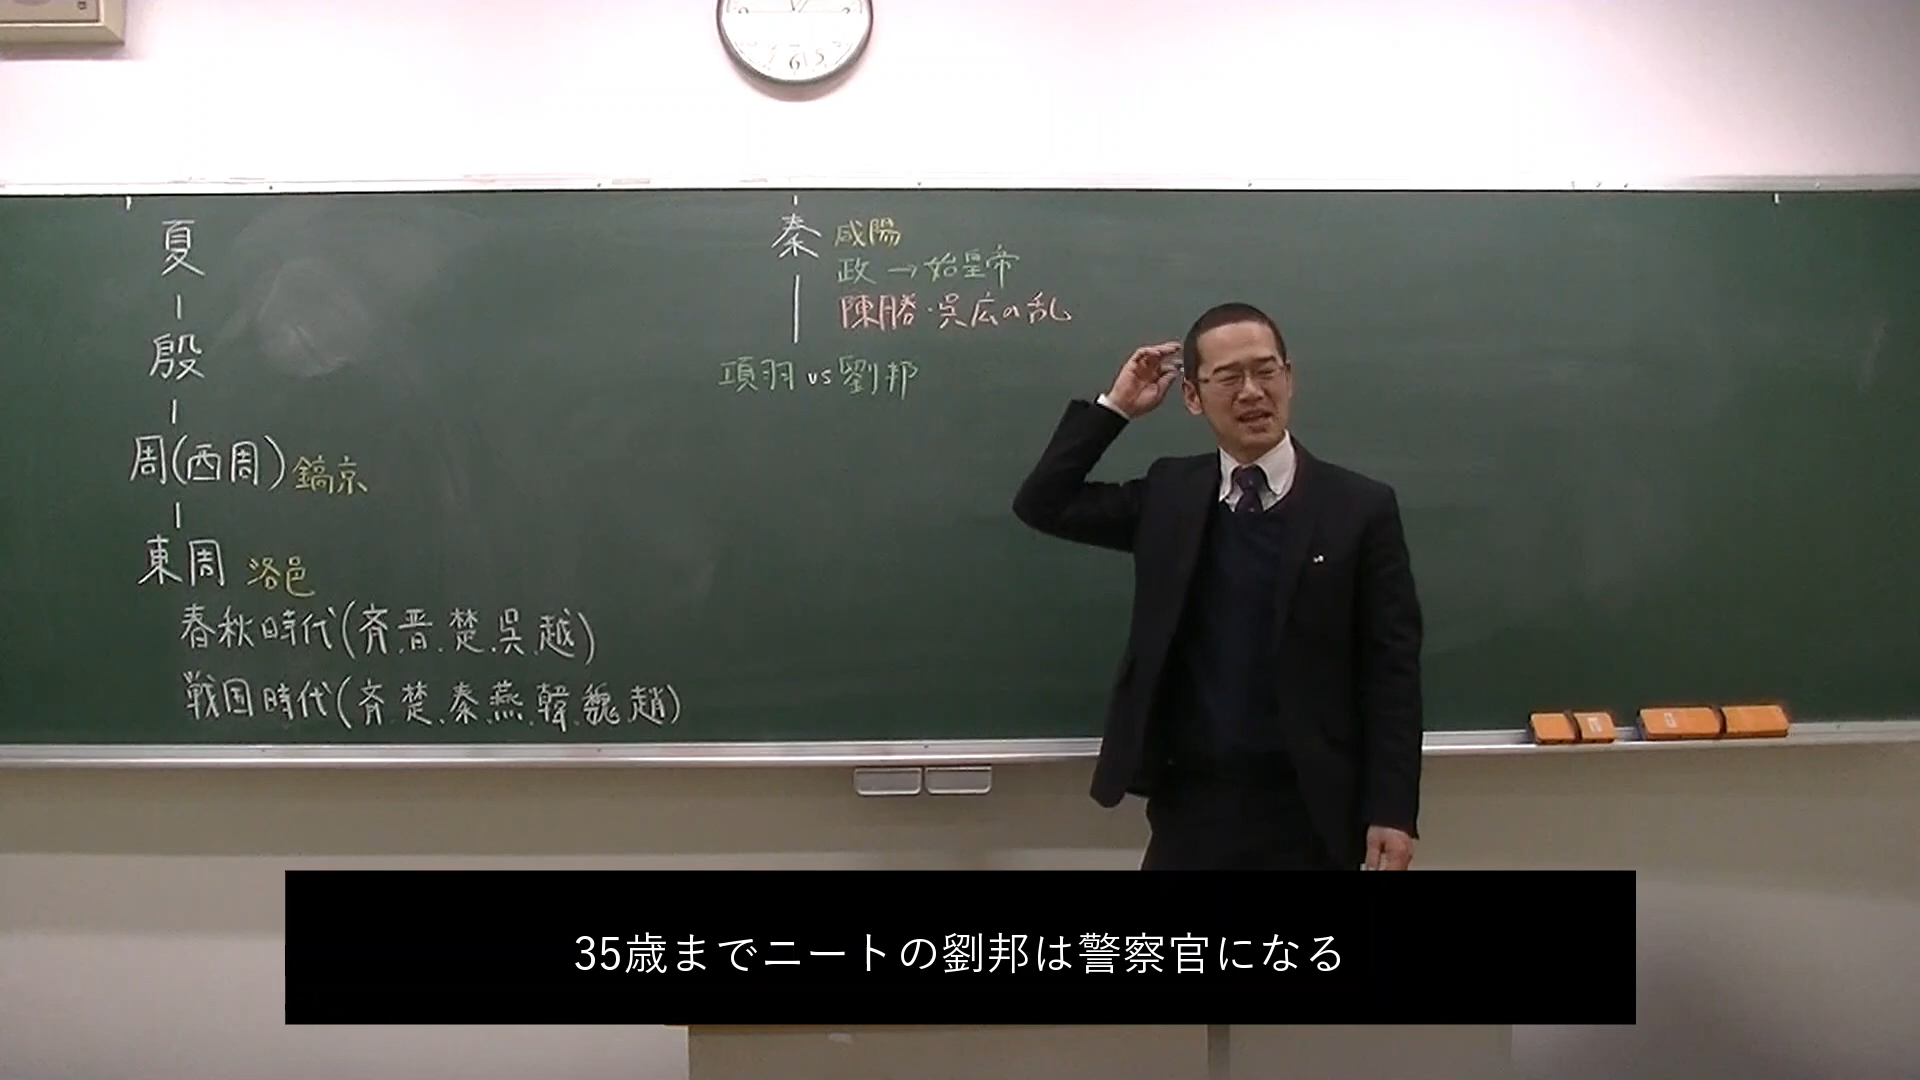 夏
殷
周(西周)鎬京
東周 洛邑
春秋時代(斉.晋.楚.呉.越)
戦国時代(斉.楚.秦.燕.韓.魏.趙)
秦 咸陽
政→始皇帝
陳勝・呉広の乱
項羽 vs 劉邦
6 5
35歳までニートの劉邦は警察官になる